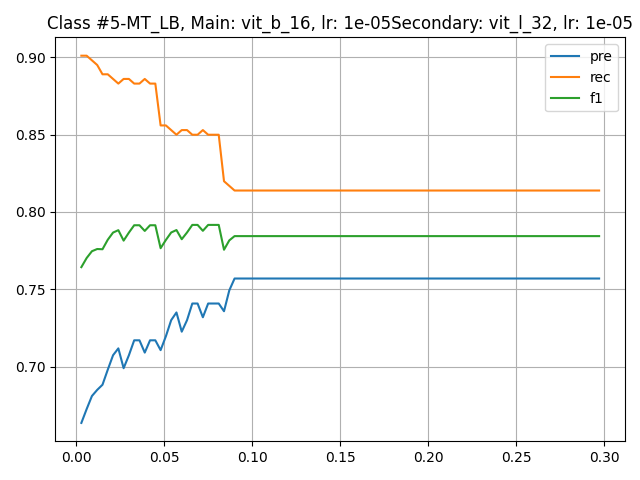 Class #5-MT_LB, Main: vit_b_16, lr: 1e-05Secondary: vit_l_32, lr: 1e-05
pre
rec
f1
0.90
0.85
0.80
0.75
0.70
0.00 0.05 0.10 0.15 0.20 0.25 0.30